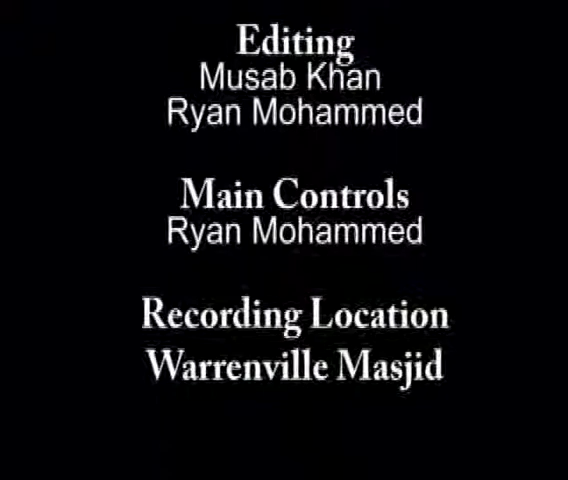 Editing
Musab Khan
Ryan Mohammed
Main Controls
Ryan Mohammed
Recording Location
Warrenville Masjid